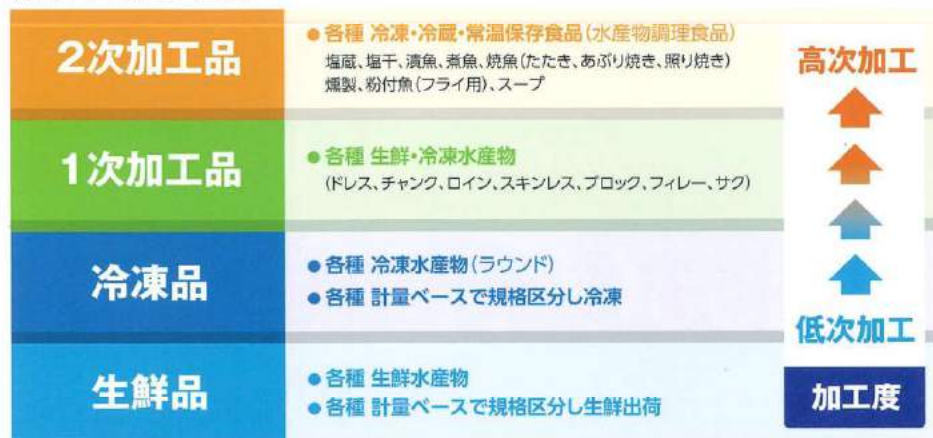 2次加工品
●各種 冷凍・冷蔵・常温保存食品(水産物調理食品)
塩蔵、塩干、漬魚、煮魚、焼魚(たたき、あぶり焼き、照り焼き)
燻製、粉付魚(フライ用)、スープ
1次加工品
●各種 生鮮・冷凍水産物
(ドレス、チャンク、ロイン、スキンレス、ブロック、フィレー、サク)
冷凍品
●各種 冷凍水産物(ラウンド)
●各種 計量ベースで規格区分し冷凍
生鮮品
●各種 生鮮水産物
●各種 計量ベースで規格区分し生鮮出荷
高次加工
低次加工
加工度